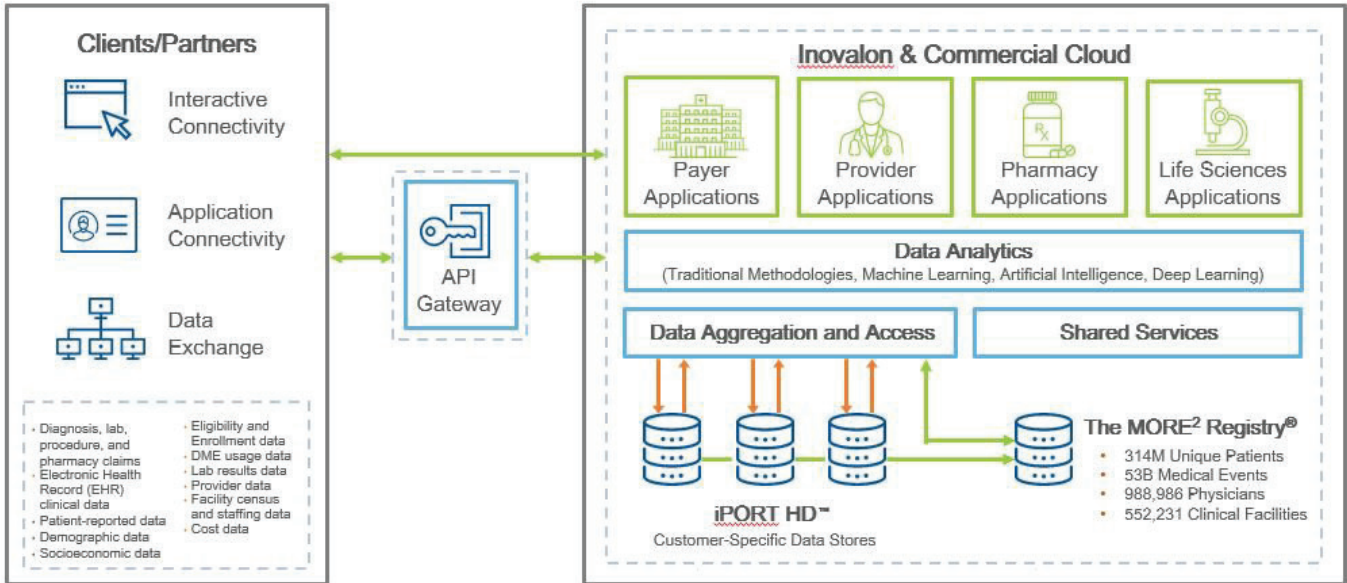 Clients/Partners
Interactive
Connectivity
Application
Connectivity
Data
Exchange
• Diagnosis, lab,
procedure, and
pharmacy claims
• Electronic Health
Record (EHR)
clinical data
• Patient-reported data
• Demographic data
• Socioeconomic data
• Eligibility and
Enrollment data
• DME usage data
• Lab results data
• Provider data
• Facility census
and staffing data
• Cost data
API
Gateway
Inovalon & Commercial Cloud
Payer
Applications
Provider
Applications
Rx
Pharmacy
Applications
Life Sciences
Applications
Data Analytics
(Traditional Methodologies, Machine Learning, Artificial Intelligence, Deep Learning)
Data Aggregation and Access
Shared Services
iPORT HD™
Customer-Specific Data Stores
The MORE² Registry®
• 314M Unique Patients
• 53B Medical Events
• 988,986 Physicians
• 552,231 Clinical Facilities